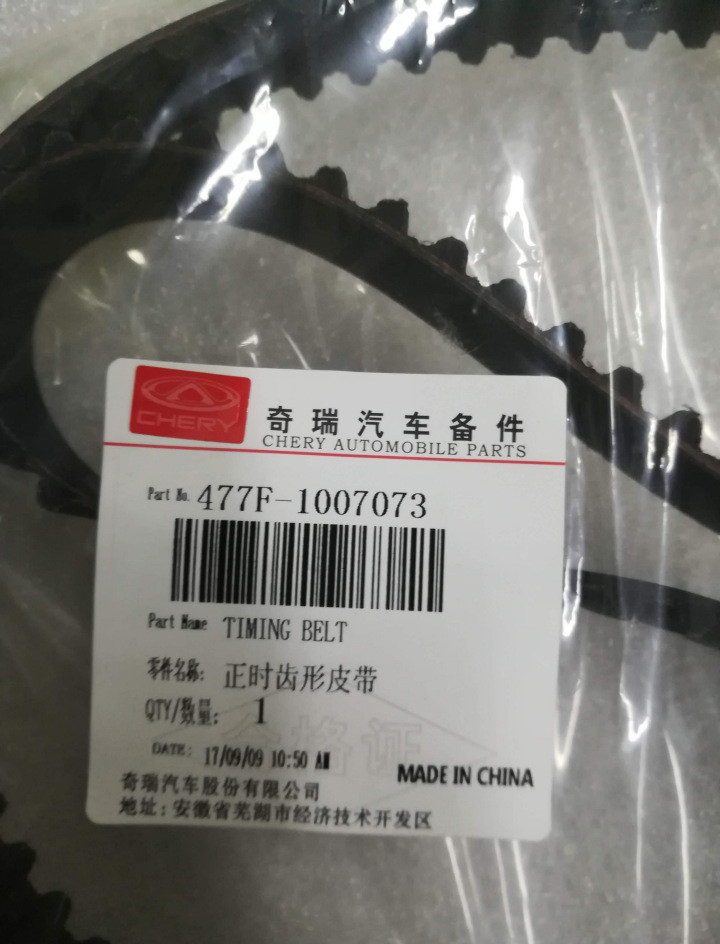 CHERY
奇瑞汽车备件
CHERY AUTOMOBILE PARTS
Part No. 477F-1007073
Part Name TIMING BELT
零件名称: 正时齿形皮带
QTY/数量: 1
合格证
DATE: 17/09/09 10:50 AM
MADE IN CHINA
奇瑞汽车股份有限公司
地址:安徽省芜湖市经济技术开发区